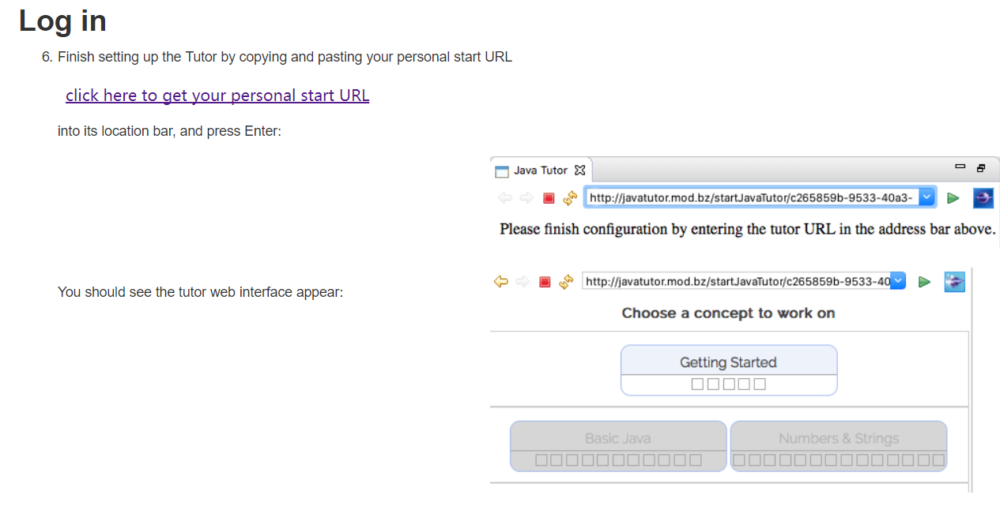 Log in
6. Finish setting up the Tutor by copying and pasting your personal start URL
click here to get your personal start URL
into its location bar, and press Enter:
Java Tutor
http://javatutor.mod.bz/startJavaTutor/c265859b-9533-40a3-
Please finish configuration by entering the tutor URL in the address bar above.
You should see the tutor web interface appear:
http://javatutor.mod.bz/startJavaTutor/c265859b-9533-40
Choose a concept to work on
Getting Started
Basic Java
Numbers & Strings